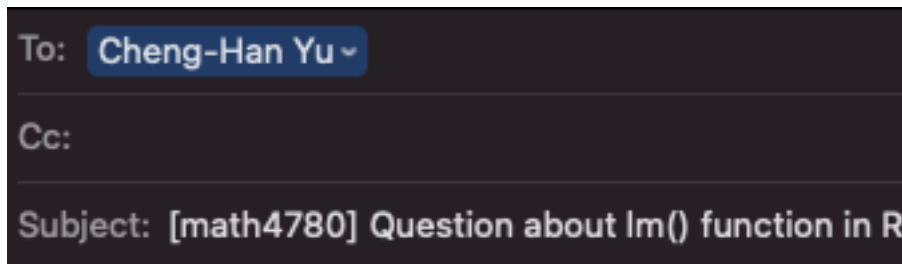 To: Cheng-Han Yu
Cc:
Subject: [math4780] Question about lm() function in R